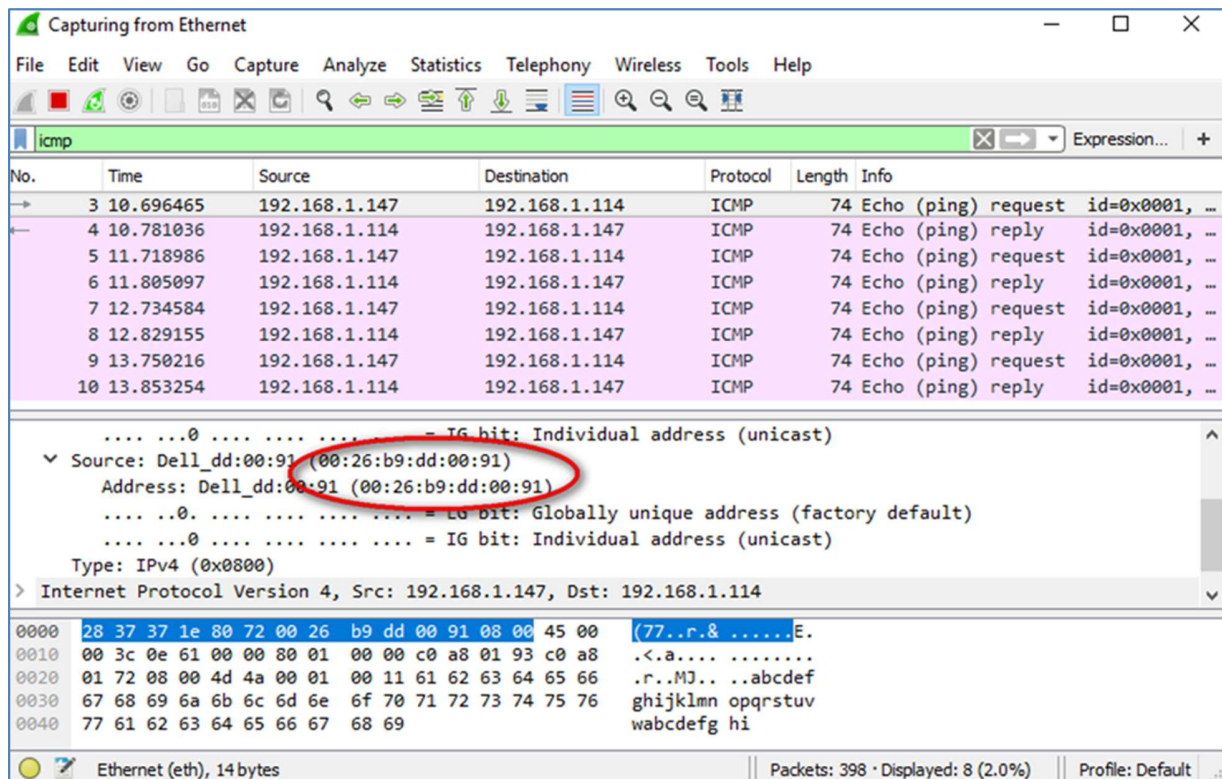 Capturing from Ethernet
File Edit View Go Capture Analyze Statistics Telephony Wireless Tools Help
icmp Expression... +
No. Time Source Destination Protocol Length Info
3 10.696465 192.168.1.147 192.168.1.114 ICMP 74 Echo (ping) request id=0x0001, …
4 10.781036 192.168.1.114 192.168.1.147 ICMP 74 Echo (ping) reply id=0x0001, …
5 11.718986 192.168.1.147 192.168.1.114 ICMP 74 Echo (ping) request id=0x0001, …
6 11.805097 192.168.1.114 192.168.1.147 ICMP 74 Echo (ping) reply id=0x0001, …
7 12.734584 192.168.1.147 192.168.1.114 ICMP 74 Echo (ping) request id=0x0001, …
8 12.829155 192.168.1.114 192.168.1.147 ICMP 74 Echo (ping) reply id=0x0001, …
9 13.750216 192.168.1.147 192.168.1.114 ICMP 74 Echo (ping) request id=0x0001, …
10 13.853254 192.168.1.114 192.168.1.147 ICMP 74 Echo (ping) reply id=0x0001, …
.... ...0 .... .... .... .... = IG bit: Individual address (unicast)
Source: Dell_dd:00:91 (00:26:b9:dd:00:91)
Address: Dell_dd:00:91 (00:26:b9:dd:00:91)
.... ..0. .... .... .... .... = LG bit: Globally unique address (factory default)
.... ...0 .... .... .... .... = IG bit: Individual address (unicast)
Type: IPv4 (0x0800)
> Internet Protocol Version 4, Src: 192.168.1.147, Dst: 192.168.1.114
0000 28 37 37 1e 80 72 00 26 b9 dd 00 91 08 00 45 00 (77..r.& ......E.
0010 00 3c 0e 61 00 00 80 01 00 00 c0 a8 01 93 c0 a8 .<.a.... ........
0020 01 72 08 00 4d 4a 00 01 00 11 61 62 63 64 65 66 .r..MJ.. ..abcdef
0030 67 68 69 6a 6b 6c 6d 6e 6f 70 71 72 73 74 75 76 ghijklmn opqrstuv
0040 77 61 62 63 64 65 66 67 68 69 wabcdefg hi
Ethernet (eth), 14 bytes Packets: 398 · Displayed: 8 (2.0%) Profile: Default